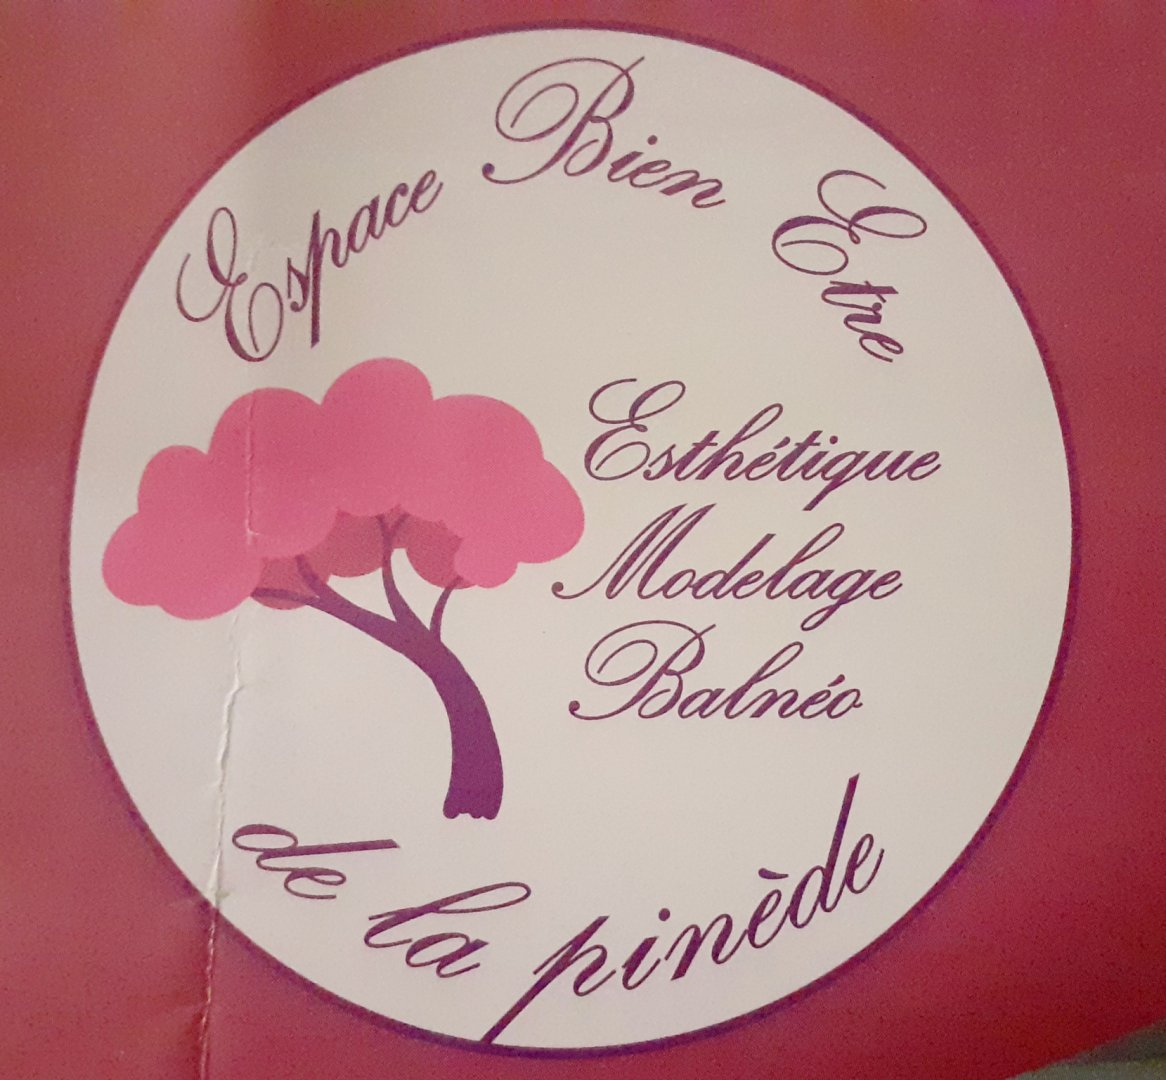 Espace Bien Etre
Esthétique
Modelage
Balnéo
de la pinède